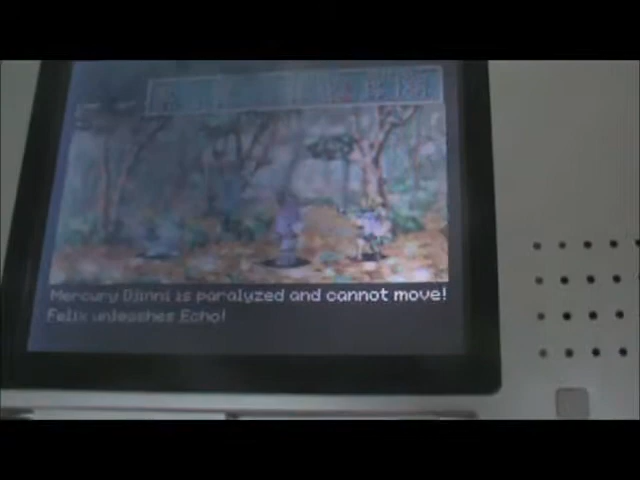 Mercury Djinni is paralyzed and cannot move!
Felix unleashes Echo!